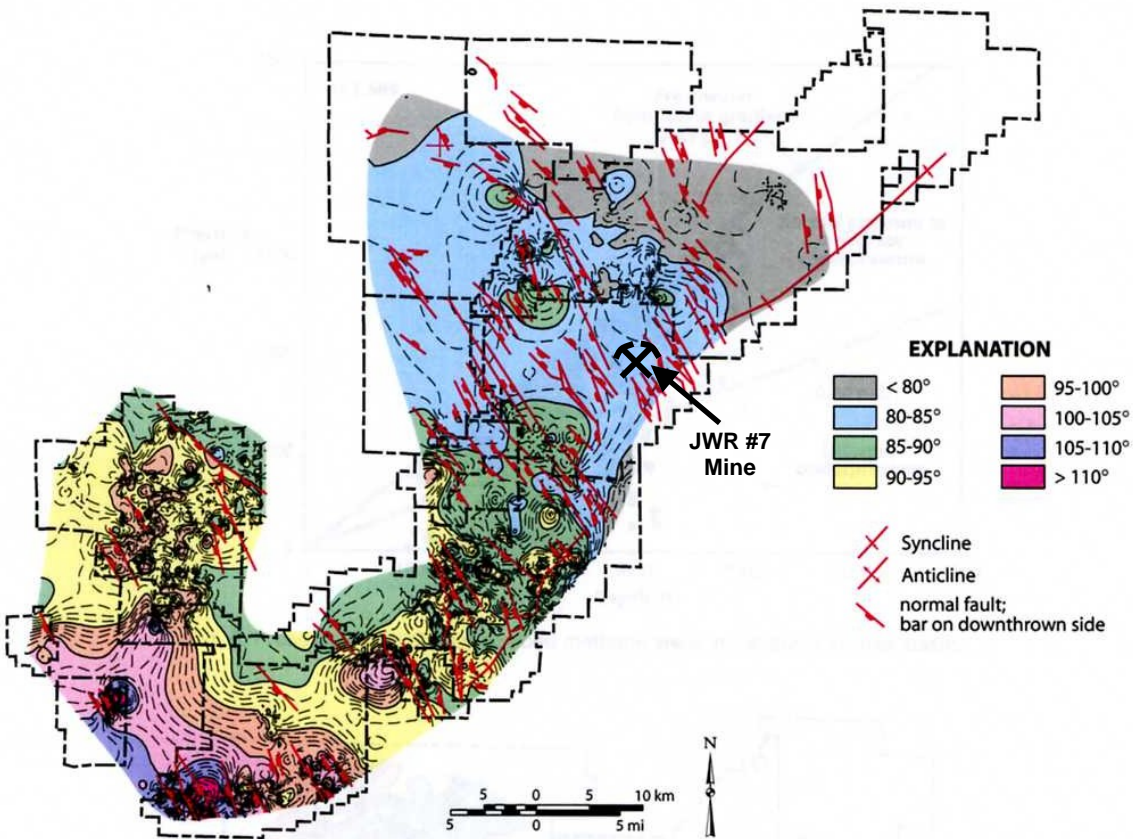 JWR #7
Mine
EXPLANATION
< 80°
80-85°
85-90°
90-95°
95-100°
100-105°
105-110°
> 110°
Syncline
Anticline
normal fault;
bar on downthrown side
N
5 0 5 10 km
5 0 5 mi